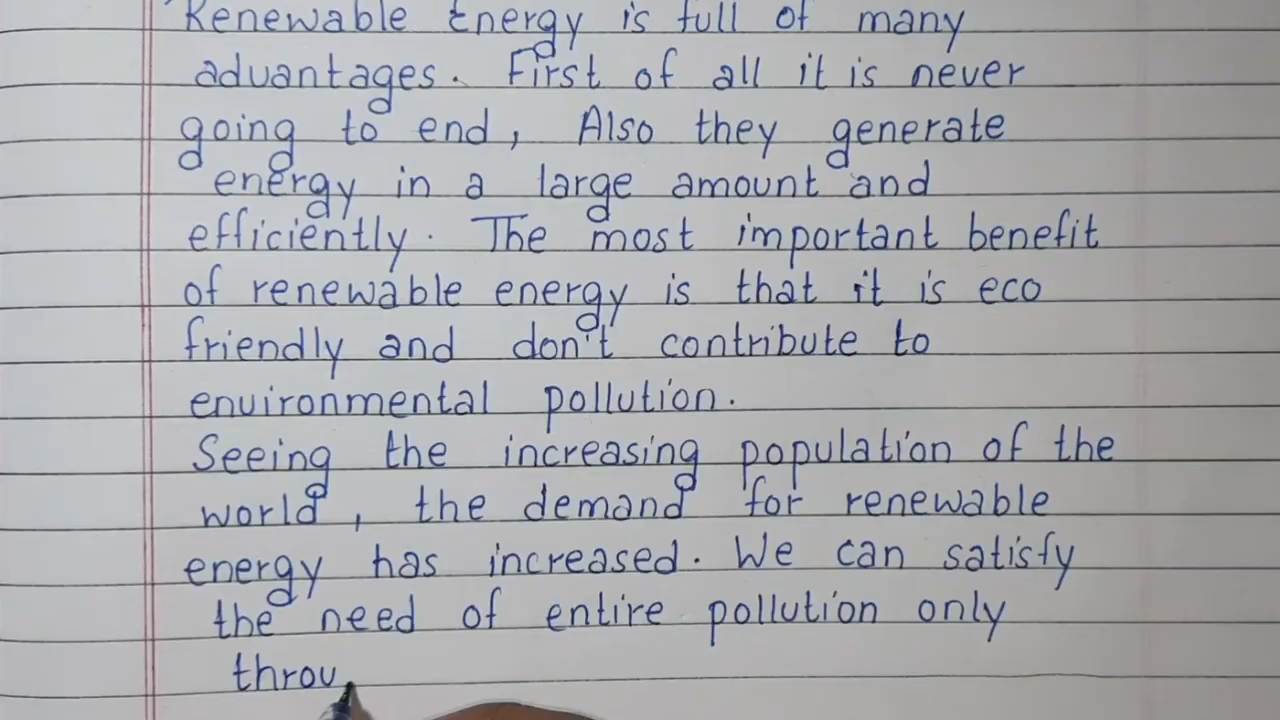 Renewable Energy is full of many
advantages. First of all it is never
going to end, Also they generate
energy in a large amount and
efficiently. The most important benefit
of renewable energy is that it is eco
friendly and don't contribute to
environmental pollution.
Seeing the increasing population of the
world, the demand for renewable
energy has increased. We can satisfy
the need of entire pollution only
throu